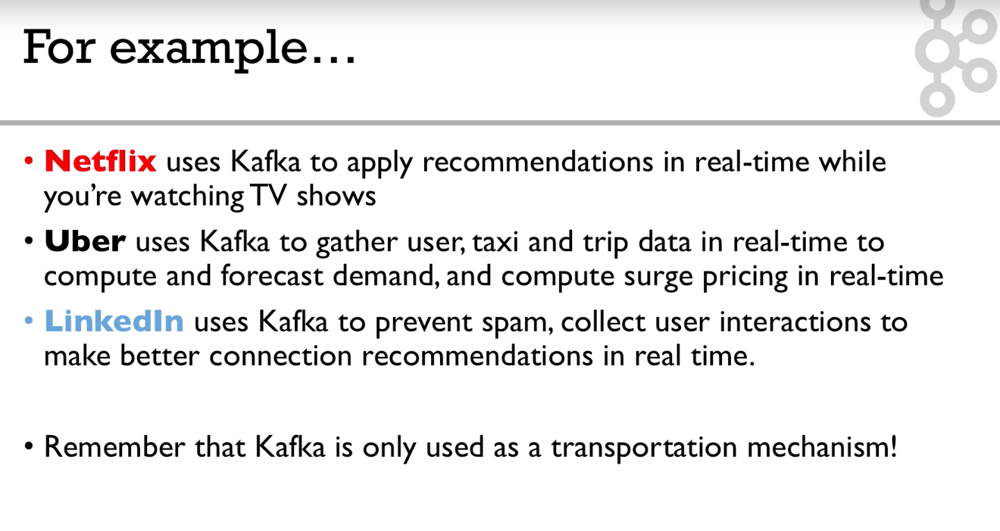 For example...
• Netflix uses Kafka to apply recommendations in real-time while
you’re watching TV shows
• Uber uses Kafka to gather user, taxi and trip data in real-time to
compute and forecast demand, and compute surge pricing in real-time
• LinkedIn uses Kafka to prevent spam, collect user interactions to
make better connection recommendations in real time.
• Remember that Kafka is only used as a transportation mechanism!